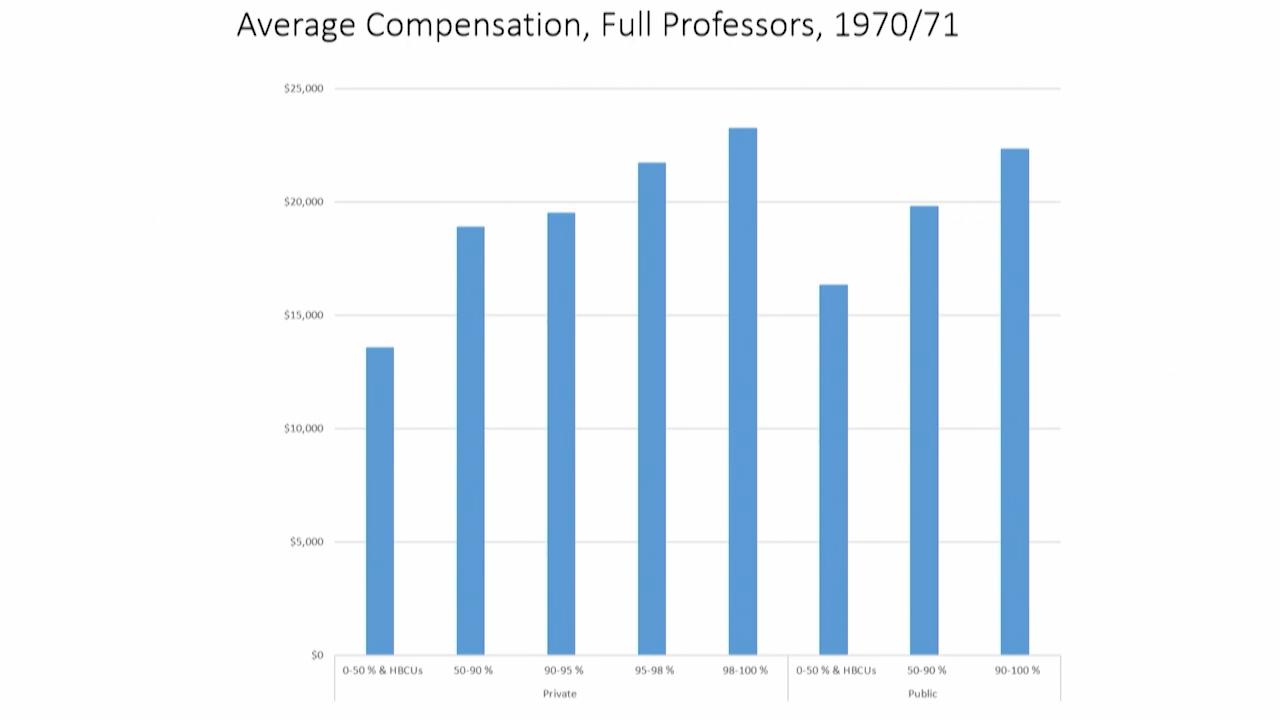 Average Compensation, Full Professors, 1970/71
$25,000
$20,000
$15,000
$10,000
$5,000
$0
0-50 % & HBCUs 50-90 % 90-95 % 95-98 % 98-100 % 0-50 % & HBCUs 50-90 % 90-100 %
Private Public